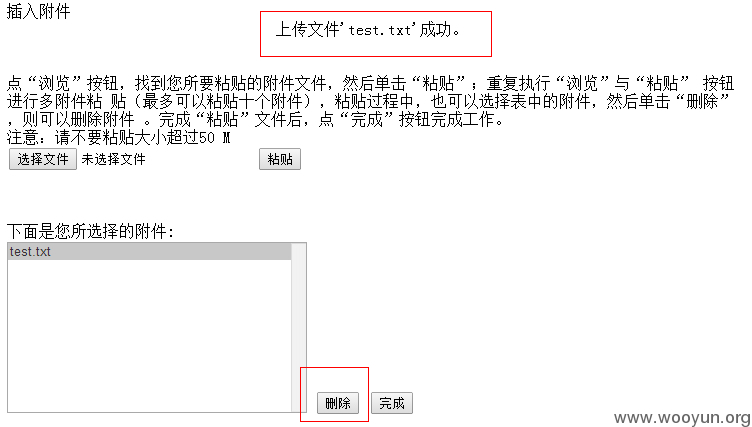 插入附件
上传文件'test.txt'成功。
点“浏览”按钮，找到您所要粘贴的附件文件，然后单击“粘贴”；重复执行“浏览”与“粘贴” 按钮
进行多附件粘 贴（最多可以粘贴十个附件），粘贴过程中，也可以选择表中的附件，然后单击“删除”
，则可以删除附件 。完成“粘贴”文件后，点“完成”按钮完成工作。
注意：请不要粘贴大小超过50 M
选择文件 未选择文件 粘贴
下面是您所选择的附件:
test.txt
删除 完成
www.wooyun.org